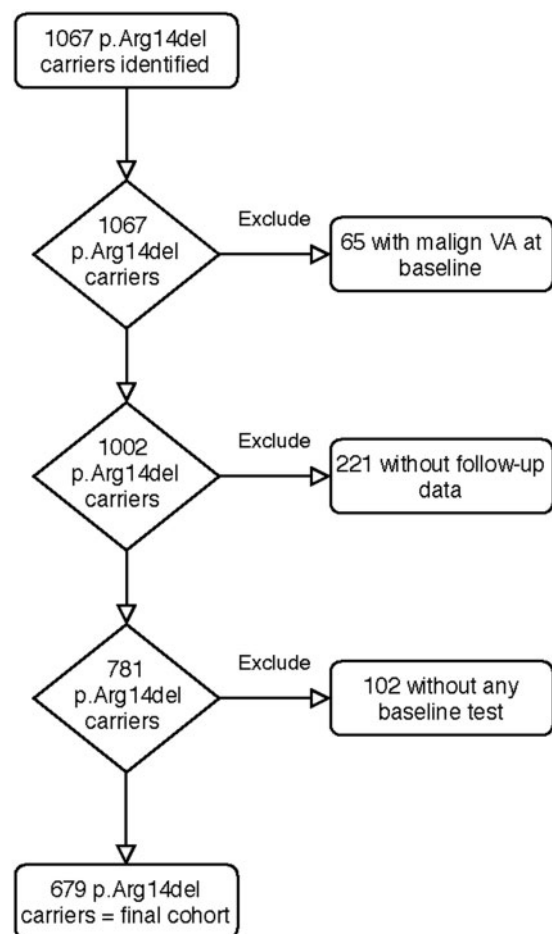 1067 p.Arg14del
carriers identified
1067
p.Arg14del
carriers
Exclude
65 with malign VA at
baseline
1002
p.Arg14del
carriers
Exclude
221 without follow-up
data
781
p.Arg14del
carriers
Exclude
102 without any
baseline test
679 p.Arg14del
carriers = final cohort